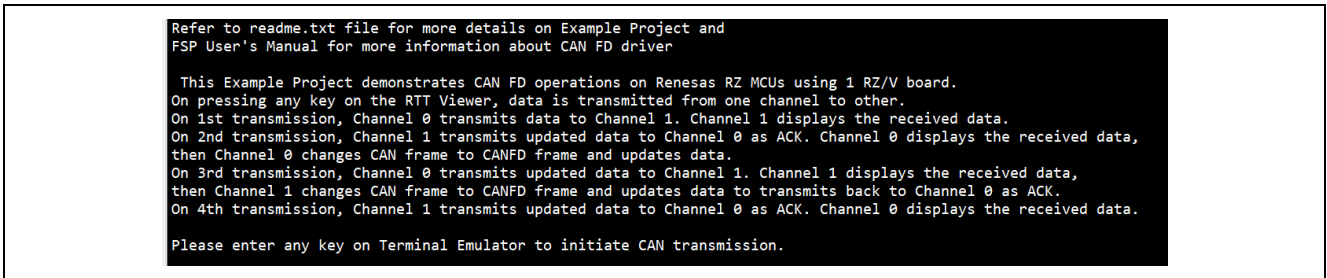 Refer to readme.txt file for more details on Example Project and
FSP User's Manual for more information about CAN FD driver
This Example Project demonstrates CAN FD operations on Renesas RZ MCUs using 1 RZ/V board.
On pressing any key on the RTT Viewer, data is transmitted from one channel to other.
On 1st transmission, Channel 0 transmits data to Channel 1. Channel 1 displays the received data.
On 2nd transmission, Channel 1 transmits updated data to Channel 0 as ACK. Channel 0 displays the received data,
then Channel 0 changes CAN frame to CANFD frame and updates data.
On 3rd transmission, Channel 0 transmits updated data to Channel 1. Channel 1 displays the received data,
then Channel 1 changes CAN frame to CANFD frame and updates data to transmits back to Channel 0 as ACK.
On 4th transmission, Channel 1 transmits updated data to Channel 0 as ACK. Channel 0 displays the received data.
Please enter any key on Terminal Emulator to initiate CAN transmission.